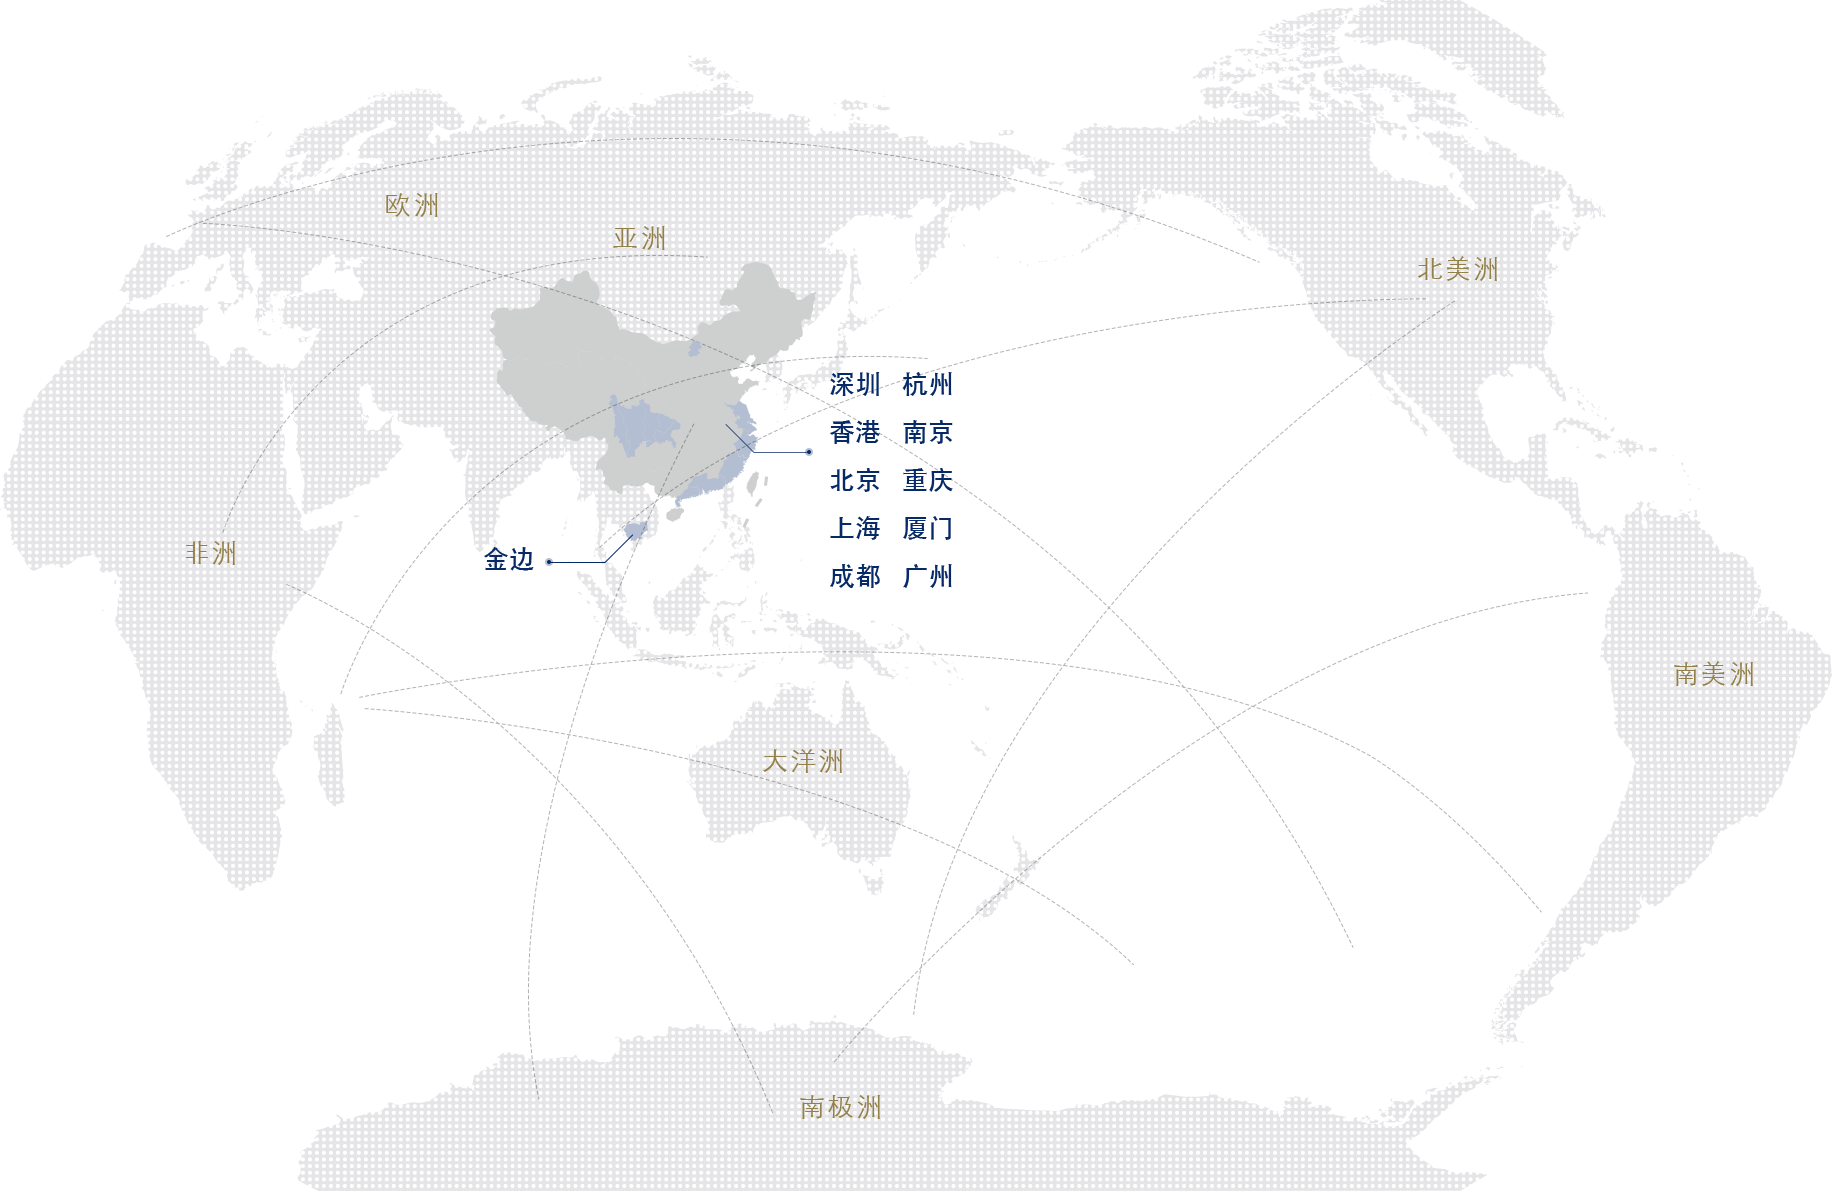 欧洲
亚洲
北美洲
深圳 杭州
香港 南京
北京 重庆
上海 厦门
成都 广州
非洲
金边
南美洲
大洋洲
南极洲